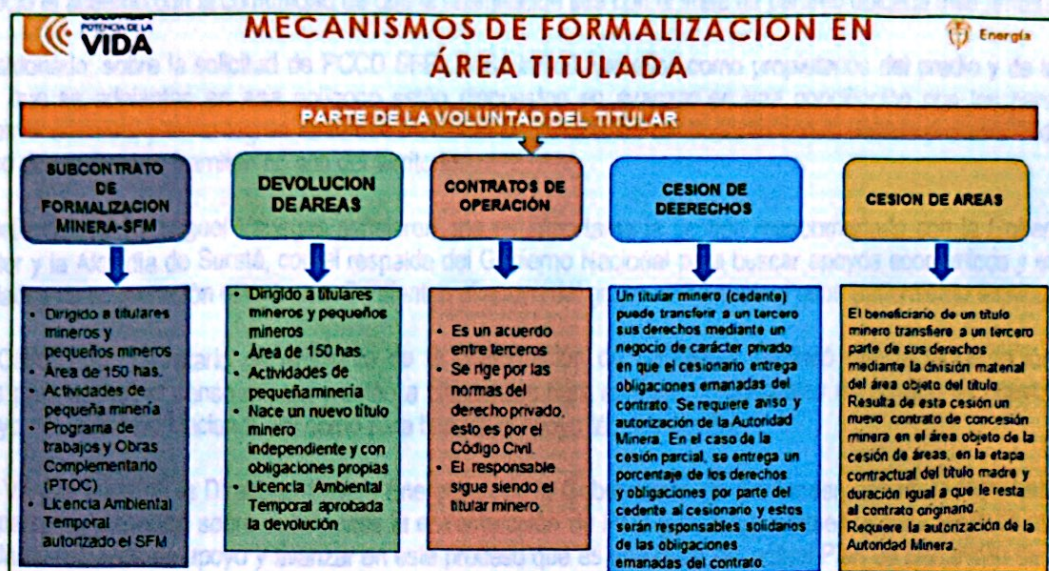 COLOMBIA
POTENCIA DE LA
VIDA
MECANISMOS DE FORMALIZACION EN
ÁREA TITULADA
Energía
PARTE DE LA VOLUNTAD DEL TITULAR
SUBCONTRATO
DE
FORMALIZACION
MINERA-SFM
• Dirigido a titulares
mineros y
pequeños mineros
• Área de 150 has.
• Actividades de
pequeña minería
• Programa de
trabajos y Obras
Complementario
(PTOC)
• Licencia Ambiental
Temporal
autorizado el SFM
DEVOLUCION
DE AREAS
• Dirigido a titulares
mineros y pequeños
mineros
• Área de 150 has.
• Actividades de
pequeña minería
• Nace un nuevo título
minero
independiente y con
obligaciones propias
• Licencia Ambiental
Temporal aprobada
la devolución
CONTRATOS DE
OPERACIÓN
• Es un acuerdo
entre terceros
• Se rige por las
normas del
derecho privado,
esto es por el
Código Civil.
• El responsable
sigue siendo el
titular minero.
CESION DE
DEERECHOS
Un titular minero (cedente)
puede transferir a un tercero
sus derechos mediante un
negocio de carácter privado
en que el cesionario entrega
obligaciones emanadas del
contrato. Se requiere aviso y
autorización de la Autoridad
Minera. En el caso de la
cesión parcial, se entrega un
porcentaje de los derechos
y obligaciones por parte del
cedente al cesionario y estos
serán responsables solidarios
de las obligaciones
emanadas del contrato.
CESION DE AREAS
El beneficiario de un título
minero transfiere a un tercero
parte de sus derechos
mediante la división material
del área objeto del título.
Resulta de esta cesión un
nuevo contrato de concesión
minera en el área objeto de la
cesión de áreas, en la etapa
contractual del título madre y
duración igual a que le resta
al contrato originario.
Requiere la autorización de la
Autoridad Minera.